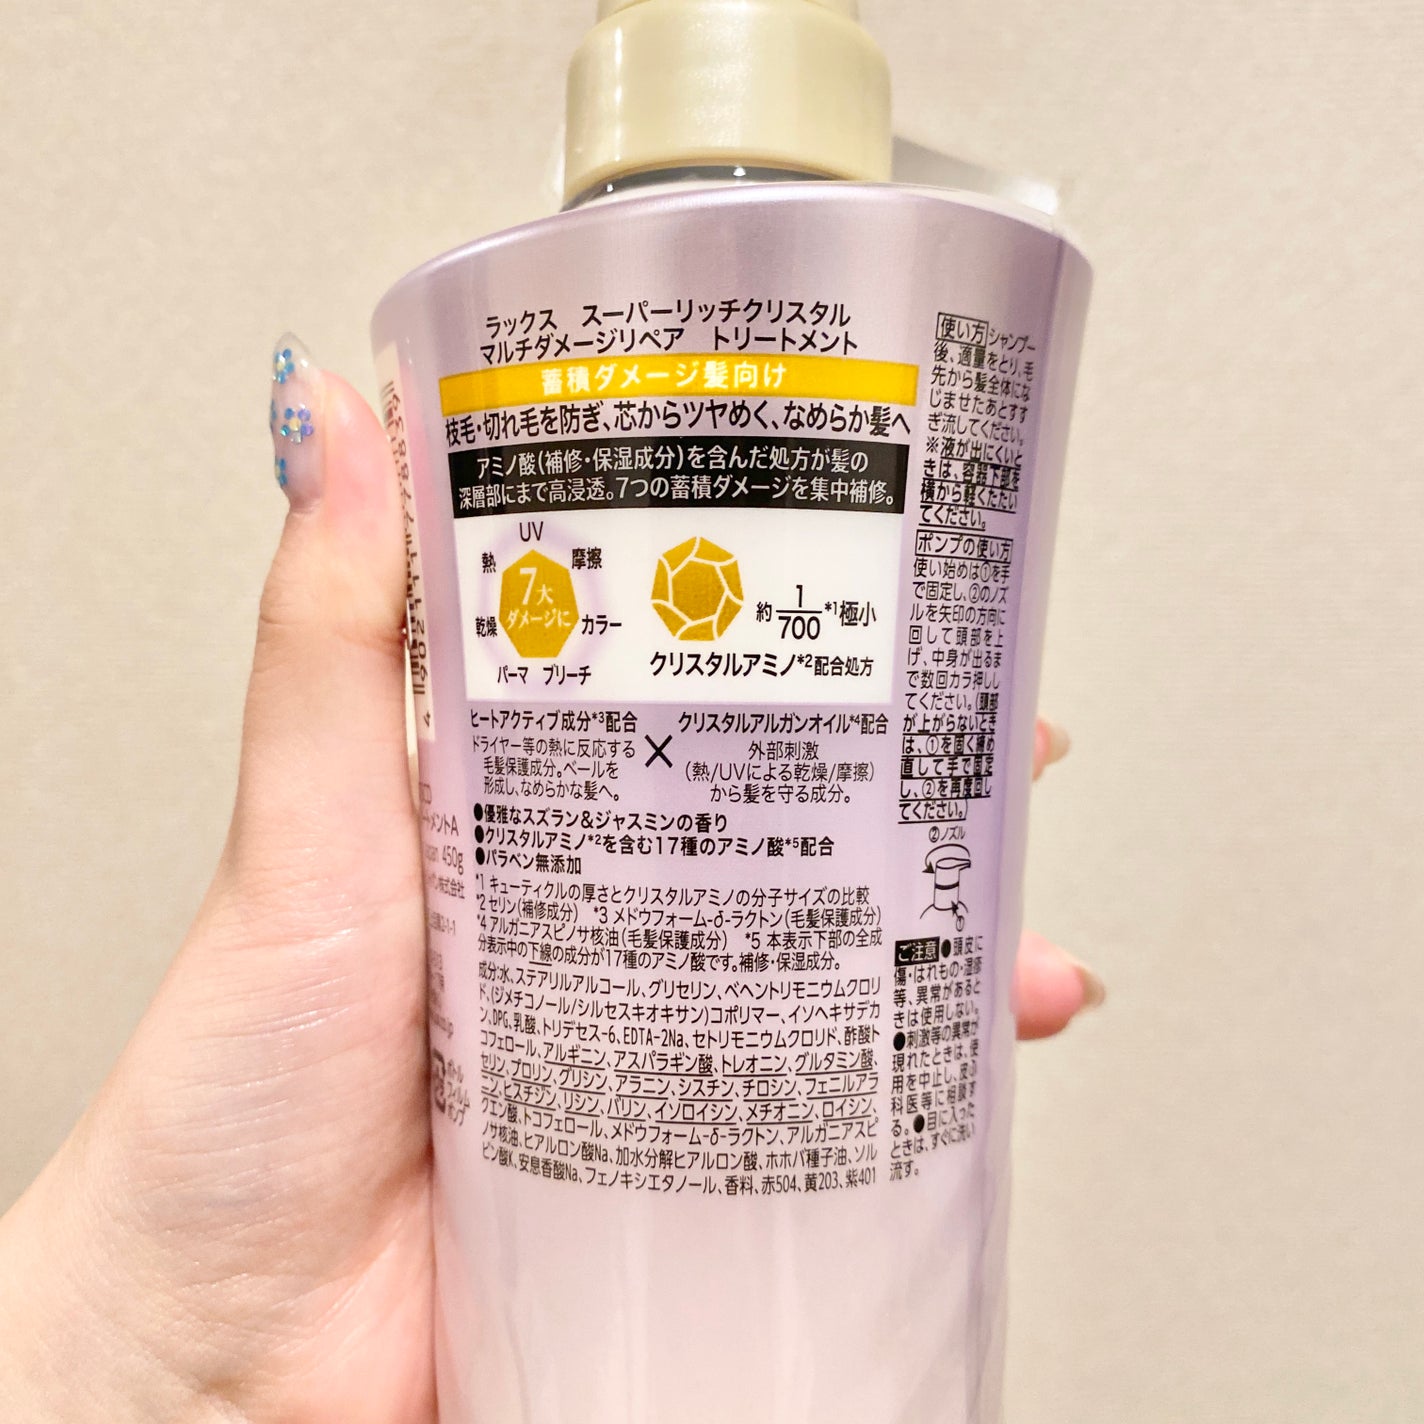 ラックス　スーパーリッチクリスタル
マルチダメージリペア　トリートメント
蓄積ダメージ髪向け
枝毛・切れ毛を防ぎ、芯からツヤめく、なめらか髪へ
アミノ酸(補修・保湿成分)を含んだ処方が髪の
深層部にまで高浸透。7つの蓄積ダメージを集中補修。
UV
熱
摩擦
7大
ダメージに
乾燥
カラー
パーマ
ブリーチ
約1/700*1極小
クリスタルアミノ*2配合処方
ヒートアクティブ成分*3配合
ドライヤー等の熱に反応する
毛髪保護成分。ベールを
形成し、なめらかな髪へ。
×
クリスタルアルガンオイル*4配合
外部刺激
(熱/UVによる乾燥/摩擦)
から髪を守る成分。
●優雅なスズラン&ジャスミンの香り
●クリスタルアミノ*2を含む17種のアミノ酸*5配合
●パラベン無添加
*1 キューティクルの厚さとクリスタルアミノの分子サイズの比較
*2 セリン(補修成分)　*3 メドウフォーム-δ-ラクトン(毛髪保護成分)
*4 アルガニアスピノサ核油(毛髪保護成分)　*5 本表示下部の全成
分表示中の下線の成分が17種のアミノ酸です。補修・保湿成分。
成分:水、ステアリルアルコール、グリセリン、ベヘントリモニウムクロリ
ド、(ジメチコノール/シルセスキオキサン)コポリマー、イソヘキサデカ
ン、DPG、乳酸、トリデセス-6、EDTA-2Na、セトリモニウムクロリド、酢酸ト
コフェロール、アルギニン、アスパラギン酸、トレオニン、グルタミン酸、
セリン、プロリン、グリシン、アラニン、シスチン、チロシン、フェニルアラ
ニン、ヒスチジン、リシン、バリン、イソロイシン、メチオニン、ロイシン、
クエン酸、トコフェロール、メドウフォーム-δ-ラクトン、アルガニアスピ
ノサ核油、ヒアルロン酸Na、加水分解ヒアルロン酸、ホホバ種子油、ソル
ビン酸K、安息香酸Na、フェノキシエタノール、香料、赤504、黄203、紫401
使い方 シャンプー
後、適量をとり、毛
先から髪全体にな
じませたあとすす
ぎ流してください。
※液が出にくいと
きは、容器下部を
横から軽くたたい
てください。
ポンプの使い方
使い始めは①を手
で固定し、②のノズ
ルを矢印の方向に
回して頭部を上
げ、中身が出るま
で数回カラ押しし
てください。(頭部
が上がらないとき
は、①を固く締め
直して手で固定
し、②を再度回し
てください。)
②ノズル
①
ご注意 ●頭皮に
傷・はれもの・湿疹
等、異常があると
きは使用しない。
●刺激等の異常が
現れたときは、使
用を中止し、皮ふ
科医等に相談す
る。●目に入った
ときは、すぐに洗い
流す。
メントA
450g
株式会社
2-1-1
ボトル
フィルム
ポンプ